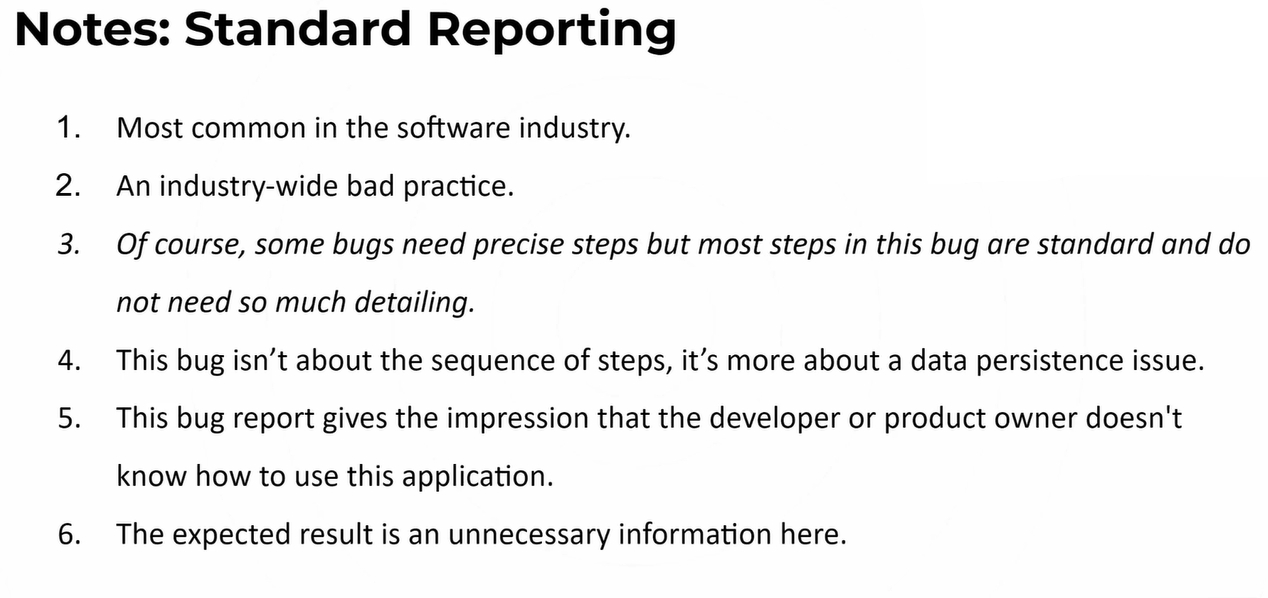 Notes: Standard Reporting
1. Most common in the software industry.
2. An industry-wide bad practice.
3. Of course, some bugs need precise steps but most steps in this bug are standard and do
not need so much detailing.
4. This bug isn’t about the sequence of steps, it’s more about a data persistence issue.
5. This bug report gives the impression that the developer or product owner doesn't
know how to use this application.
6. The expected result is an unnecessary information here.